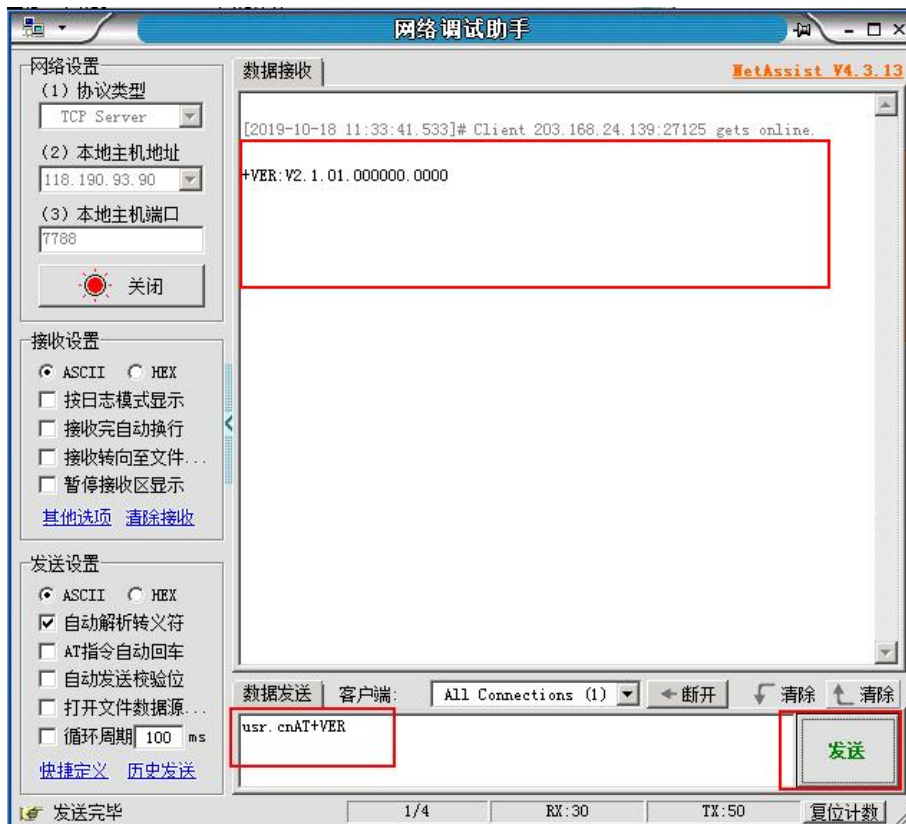 网络调试助手
网络设置
(1) 协议类型
TCP Server
(2) 本地主机地址
118.190.93.90
(3) 本地主机端口
7788
关闭
接收设置
ASCII HEX
按日志模式显示
接收完自动换行
接收转向至文件...
暂停接收区显示
其他选项 清除接收
发送设置
ASCII HEX
自动解析转义符
AT指令自动回车
自动发送校验位
打开文件数据源...
循环周期 100 ms
快捷定义 历史发送
数据接收
NetAssist V4.3.13
[2019-10-18 11:33:41.533]# Client 203.168.24.139:27125 gets online.
+VER:V2.1.01.000000.0000
数据发送 客户端: All Connections (1) 断开 清除 清除
usr.cnAT+VER
发送
发送完毕 1/4 RX:30 TX:50 复位计数